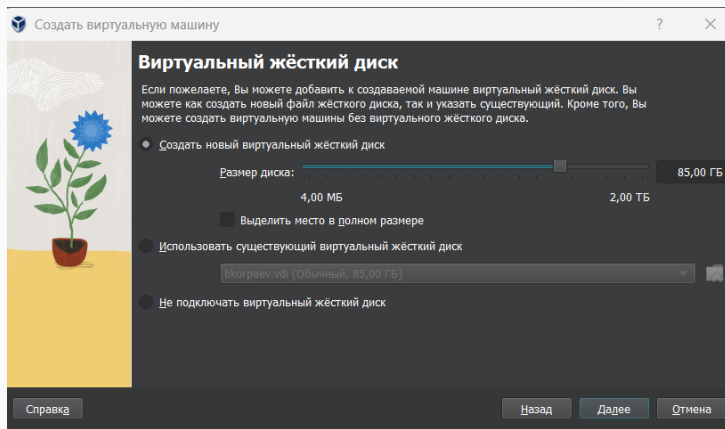 Создать виртуальную машину
Виртуальный жёсткий диск
Если пожелаете, Вы можете добавить к создаваемой машине виртуальный жёсткий диск. Вы
можете как создать новый файл жёсткого диска, так и указать существующий. Кроме того, Вы
можете создать виртуальную машины без виртуального жёсткого диска.
Создать новый виртуальный жёсткий диск
Размер диска:
85,00 ГБ
4,00 МБ
2,00 ТБ
Выделить место в полном размере
Использовать существующий виртуальный жёсткий диск
bkorpaev.vdi (Обычный, 85,00 ГБ)
Не подключать виртуальный жёсткий диск
Справка
Назад
Далее
Отмена